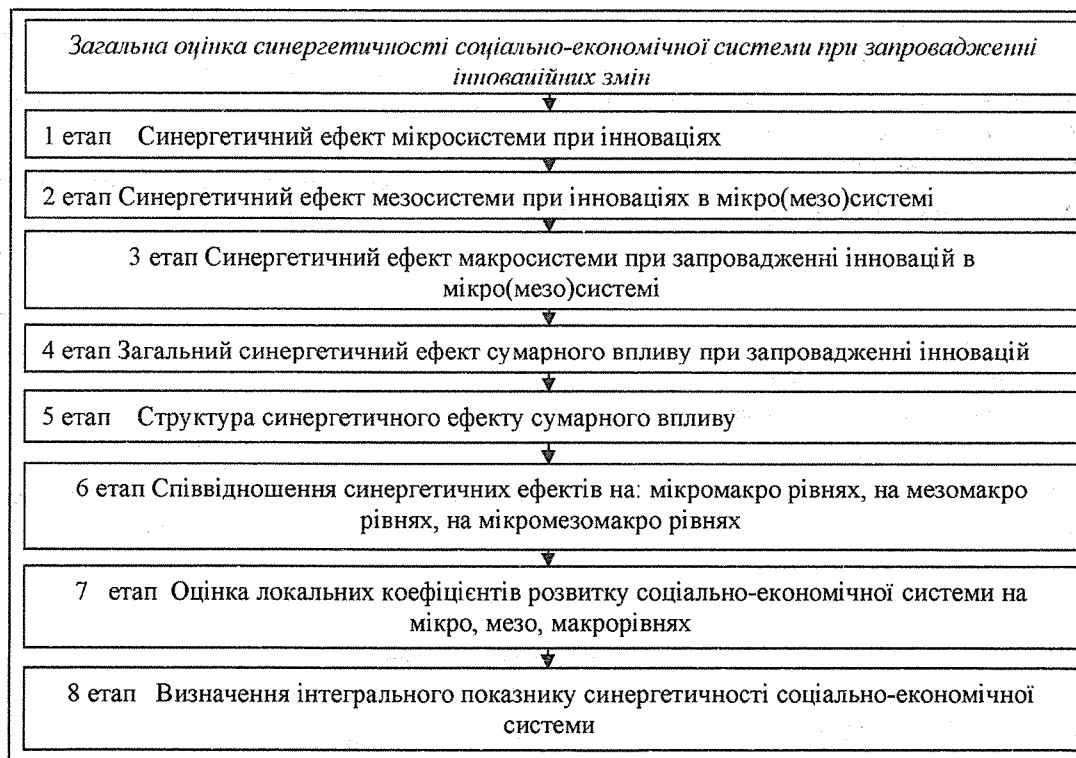 Загальна оцінка синергетичності соціально-економічної системи при запровадженні
інноваційних змін
1 етап Синергетичний ефект мікросистеми при інноваціях
2 етап Синергетичний ефект мезосистеми при інноваціях в мікро(мезо)системі
3 етап Синергетичний ефект макросистеми при запровадженні інновацій в
мікро(мезо)системі
4 етап Загальний синергетичний ефект сумарного впливу при запровадженні інновацій
5 етап Структура синергетичного ефекту сумарного впливу
6 етап Співвідношення синергетичних ефектів на: мікромакро рівнях, на мезомакро
рівнях, на мікромезомакро рівнях
7 етап Оцінка локальних коефіцієнтів розвитку соціально-економічної системи на
мікро, мезо, макрорівнях
8 етап Визначення інтегрального показнику синергетичності соціально-економічної
системи